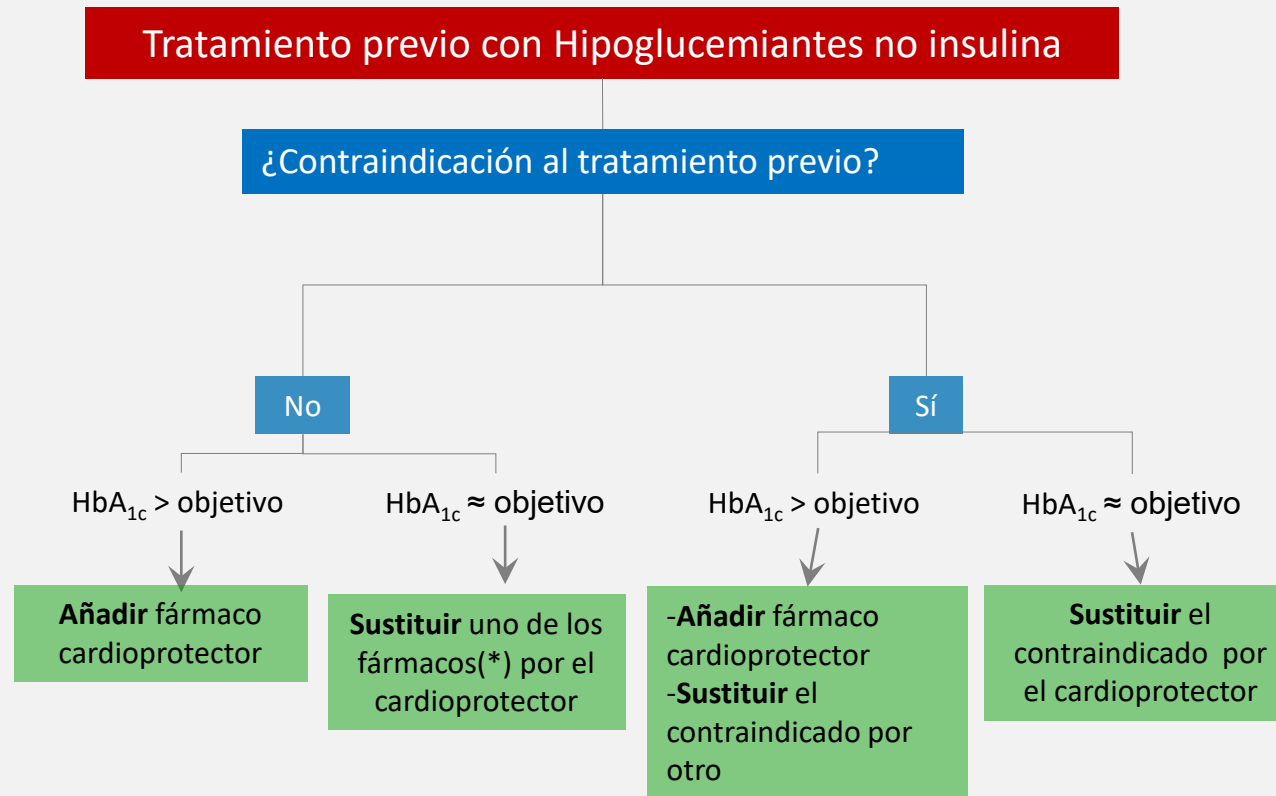 Tratamiento previo con Hipoglucemiantes no insulina
¿Contraindicación al tratamiento previo?
No
Sí
HbA1c > objetivo
HbA1c ≈ objetivo
HbA1c > objetivo
HbA1c ≈ objetivo
Añadir fármaco
cardioprotector
Sustituir uno de los
fármacos(*) por el
cardioprotector
-Añadir fármaco
cardioprotector
-Sustituir el
contraindicado por
otro
Sustituir el
contraindicado por
el cardioprotector